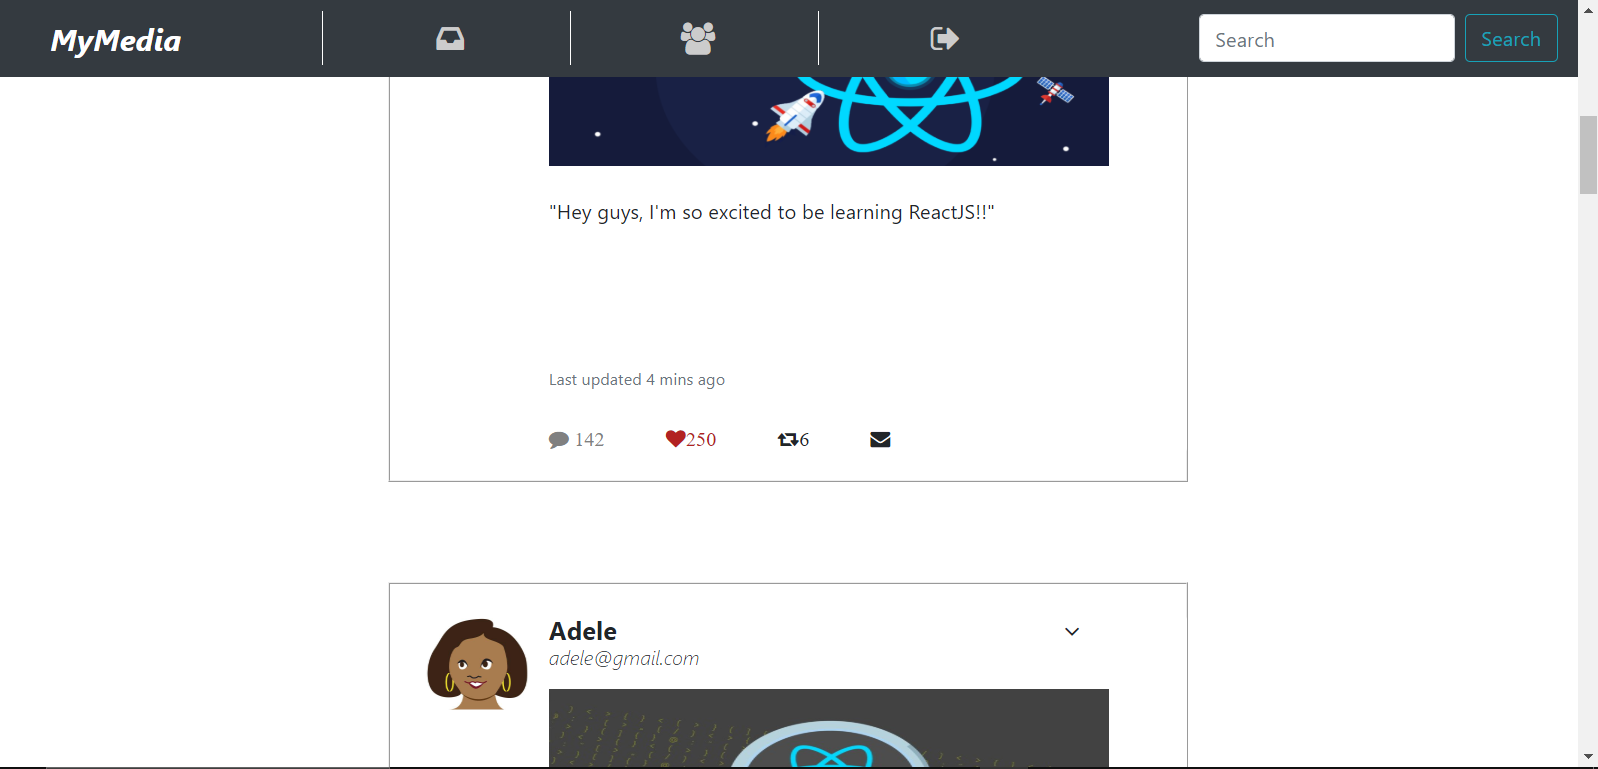 MyMedia
Search
Search
"Hey guys, I'm so excited to be learning ReactJS!!"
Last updated 4 mins ago
142
250
6
Adele
adele@gmail.com